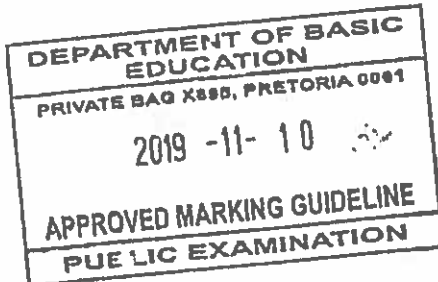 DEPARTMENT OF BASIC
EDUCATION
PRIVATE BAG X895, PRETORIA 0001
2019 -11- 10
APPROVED MARKING GUIDELINE
PUBLIC EXAMINATION